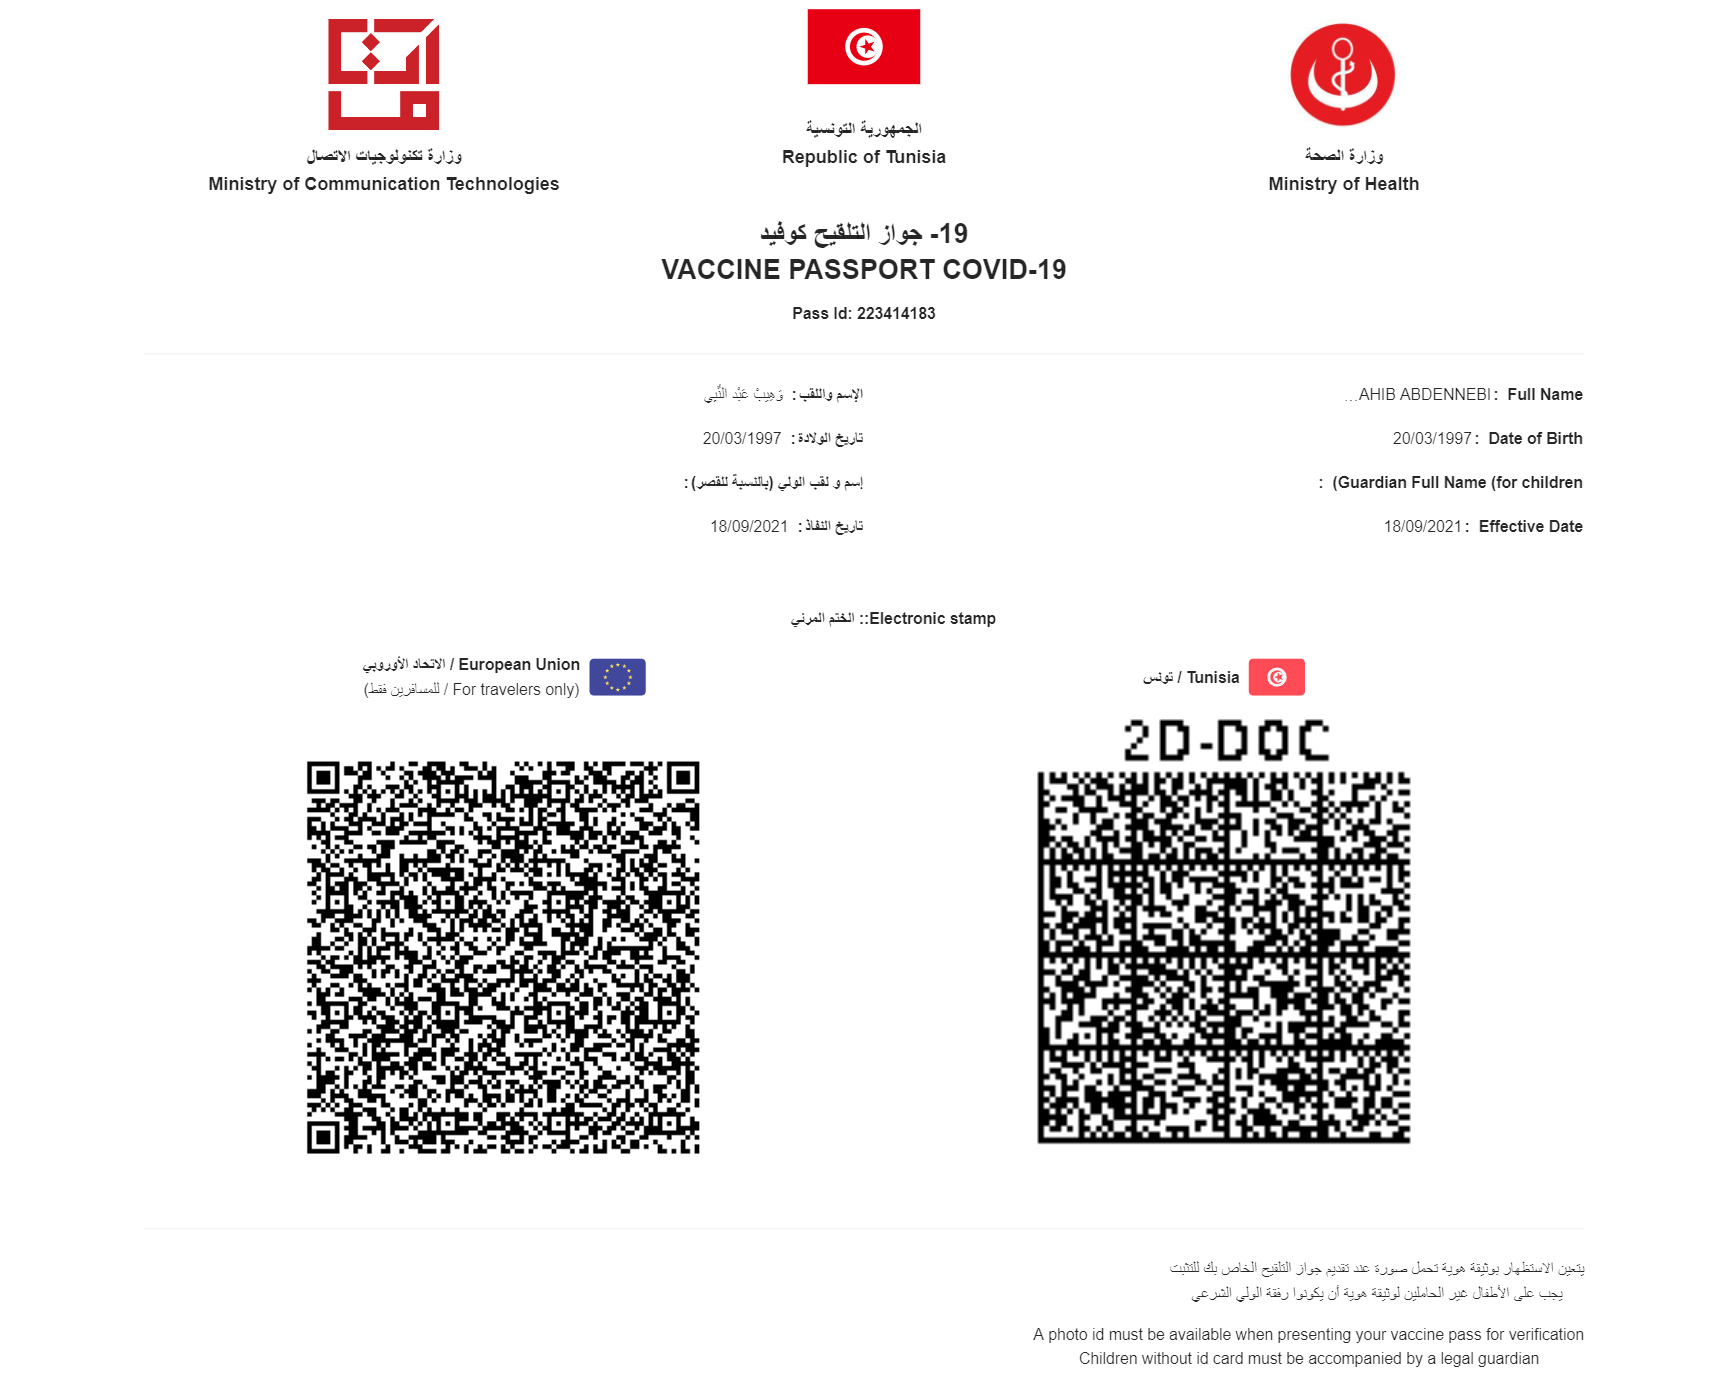 وزارة تكنولوجيات الاتصال
Ministry of Communication Technologies
الجمهورية التونسية
Republic of Tunisia
وزارة الصحة
Ministry of Health
19- جواز التلقيح كوفيد
VACCINE PASSPORT COVID-19
Pass Id: 223414183
...AHIB ABDENNEBI : Full Name
الإسم واللقب : وَهِيبْ عَبْد النَّبِي
20/03/1997 : Date of Birth
تاريخ الولادة : 20/03/1997
: (Guardian Full Name (for children
إسم و لقب الولي (بالنسبة للقصر) :
18/09/2021 : Effective Date
تاريخ النفاذ : 18/09/2021
الختم المرئي ::Electronic stamp
الاتحاد الأوروبي / European Union
(للمسافرين فقط / For travelers only)
تونس / Tunisia
2D-DOC
يتعين الاستظهار بوثيقة هوية تحمل صورة عند تقديم جواز التلقيح الخاص بك للتثبت
يجب على الأطفال غير الحاملين لوثيقة هوية أن يكونوا رفقة الولي الشرعي
A photo id must be available when presenting your vaccine pass for verification
Children without id card must be accompanied by a legal guardian